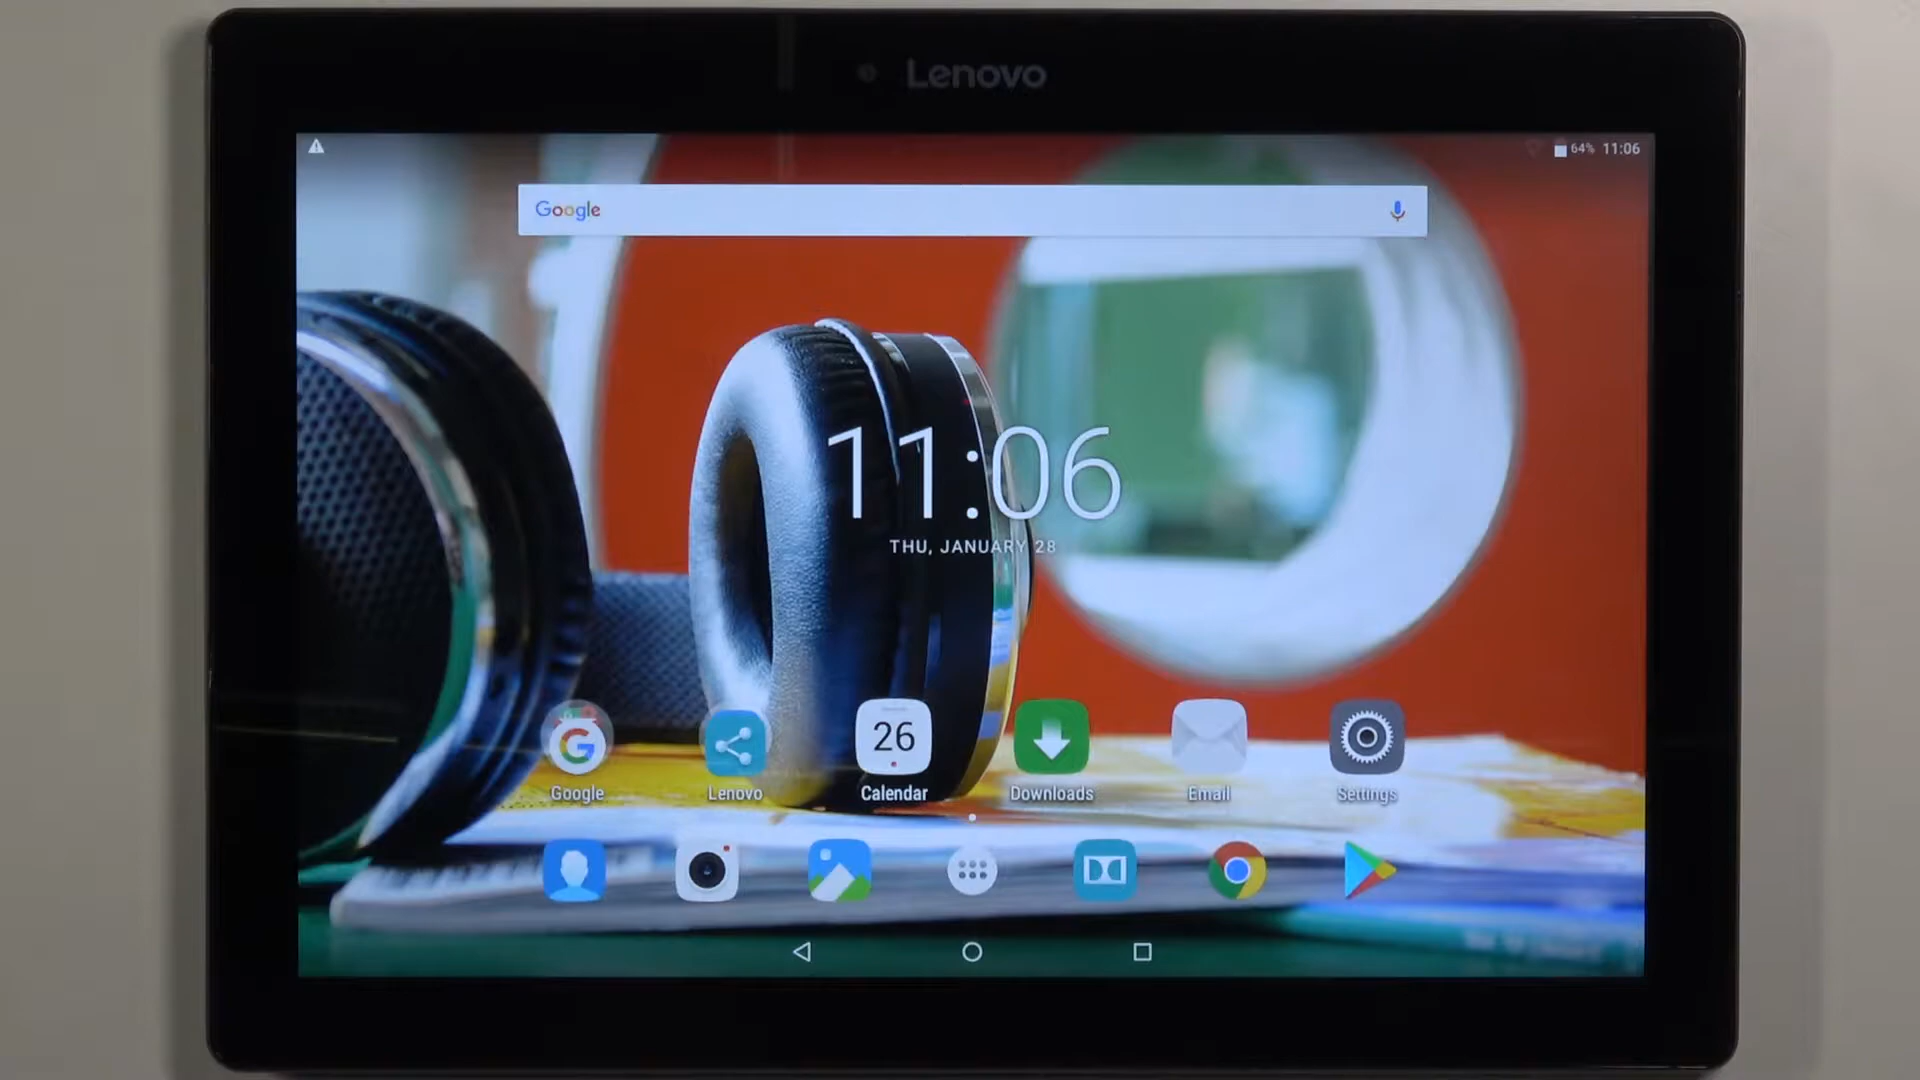 Lenovo
64% 11:06
Google
11:06
THU, JANUARY 28
26
Google
Lenovo
Calendar
Downloads
Email
Settings